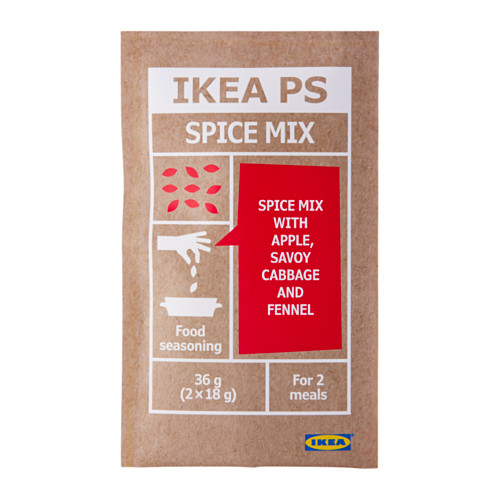 IKEA PS
SPICE MIX
SPICE MIX
WITH
APPLE,
SAVOY
CABBAGE
AND
FENNEL
Food
seasoning
36 g
(2×18 g)
For 2
meals
IKEA